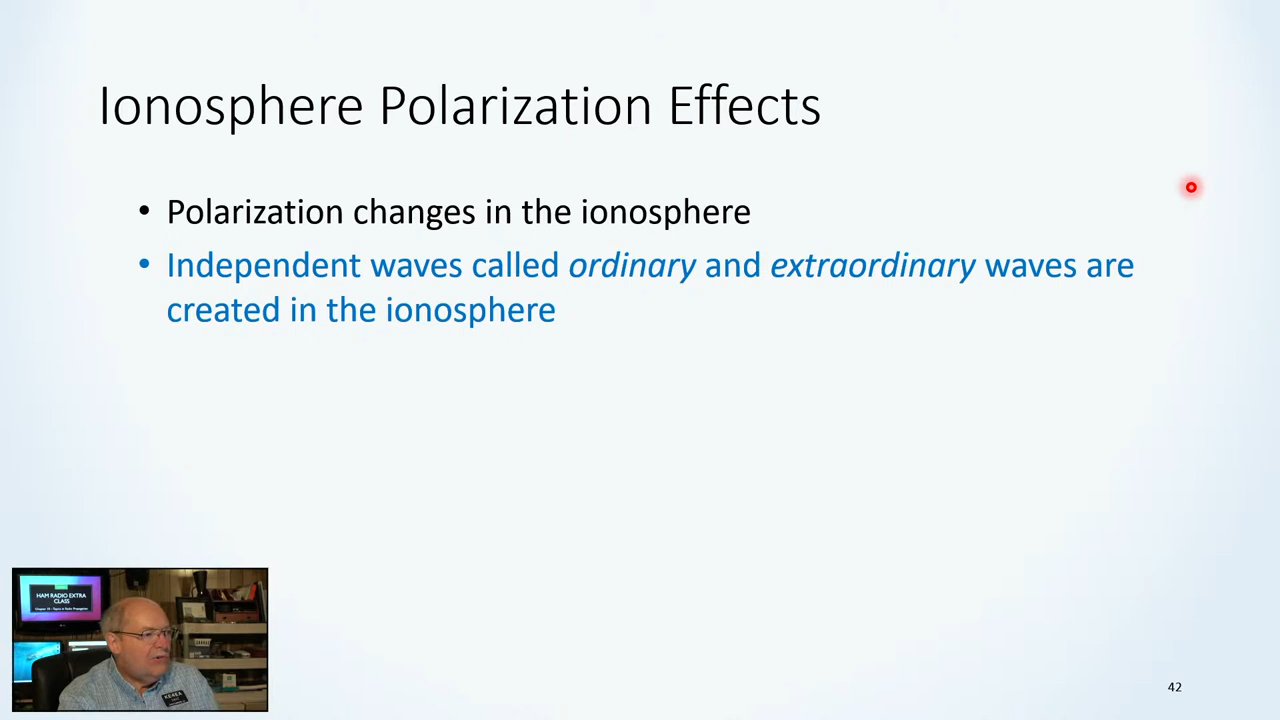 Ionosphere Polarization Effects
• Polarization changes in the ionosphere
• Independent waves called ordinary and extraordinary waves are
created in the ionosphere
HAM RADIO EXTRA
CLASS
42